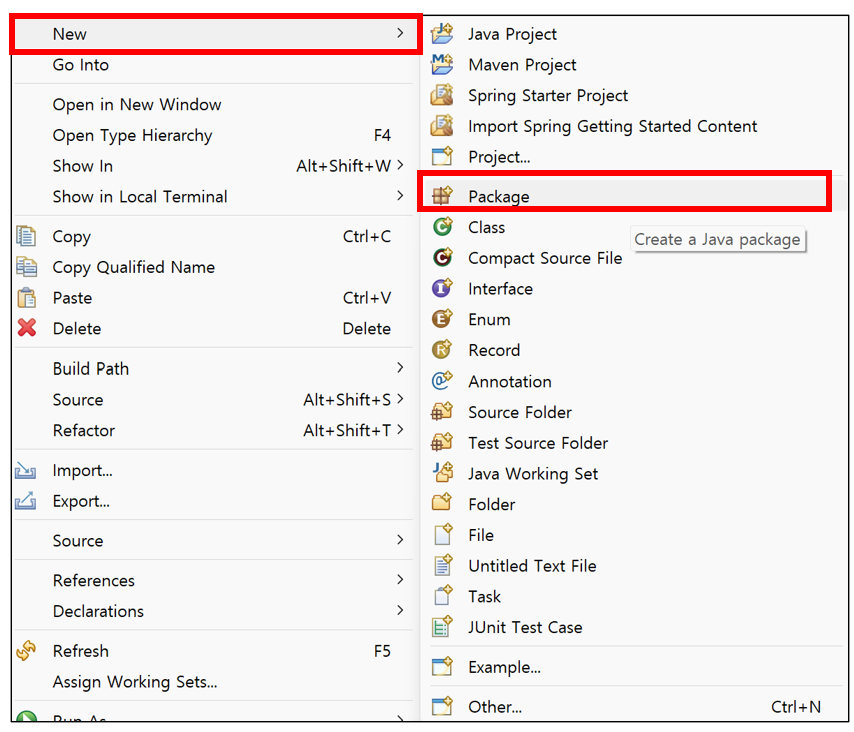 New
Go Into
Open in New Window
Open Type Hierarchy F4
Show In Alt+Shift+W
Show in Local Terminal
Copy Ctrl+C
Copy Qualified Name
Paste Ctrl+V
Delete Delete
Build Path
Source Alt+Shift+S
Refactor Alt+Shift+T
Import...
Export...
Source
References
Declarations
Refresh F5
Assign Working Sets...
Run As
Java Project
Maven Project
Spring Starter Project
Import Spring Getting Started Content
Project...
Package
Class
Create a Java package
Compact Source File
Interface
Enum
Record
Annotation
Source Folder
Test Source Folder
Java Working Set
Folder
File
Untitled Text File
Task
JUnit Test Case
Example...
Other... Ctrl+N